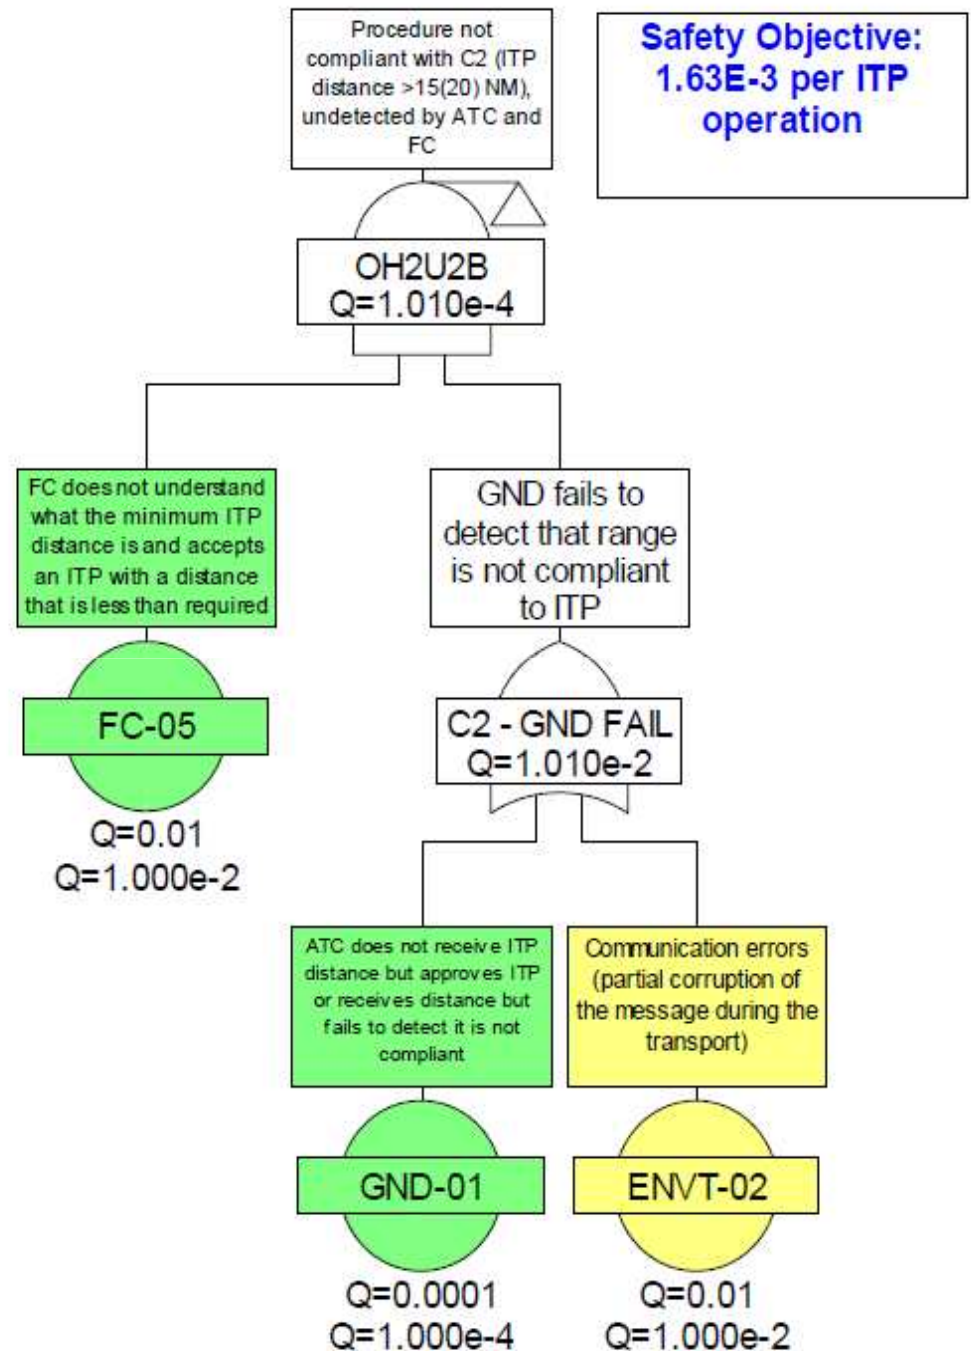 Procedure not
compliant with C2 (ITP
distance >15(20) NM),
undetected by ATC and
FC
Safety Objective:
1.63E-3 per ITP
operation
OH2U2B
Q=1.010e-4
FC does not understand
what the minimum ITP
distance is and accepts
an ITP with a distance
that is less than required
GND fails to
detect that range
is not compliant
to ITP
FC-05
Q=0.01
Q=1.000e-2
C2 - GND FAIL
Q=1.010e-2
ATC does not receive ITP
distance but approves ITP
or receives distance but
fails to detect it is not
compliant
Communication errors
(partial corruption of
the message during the
transport)
GND-01
Q=0.0001
Q=1.000e-4
ENVT-02
Q=0.01
Q=1.000e-2